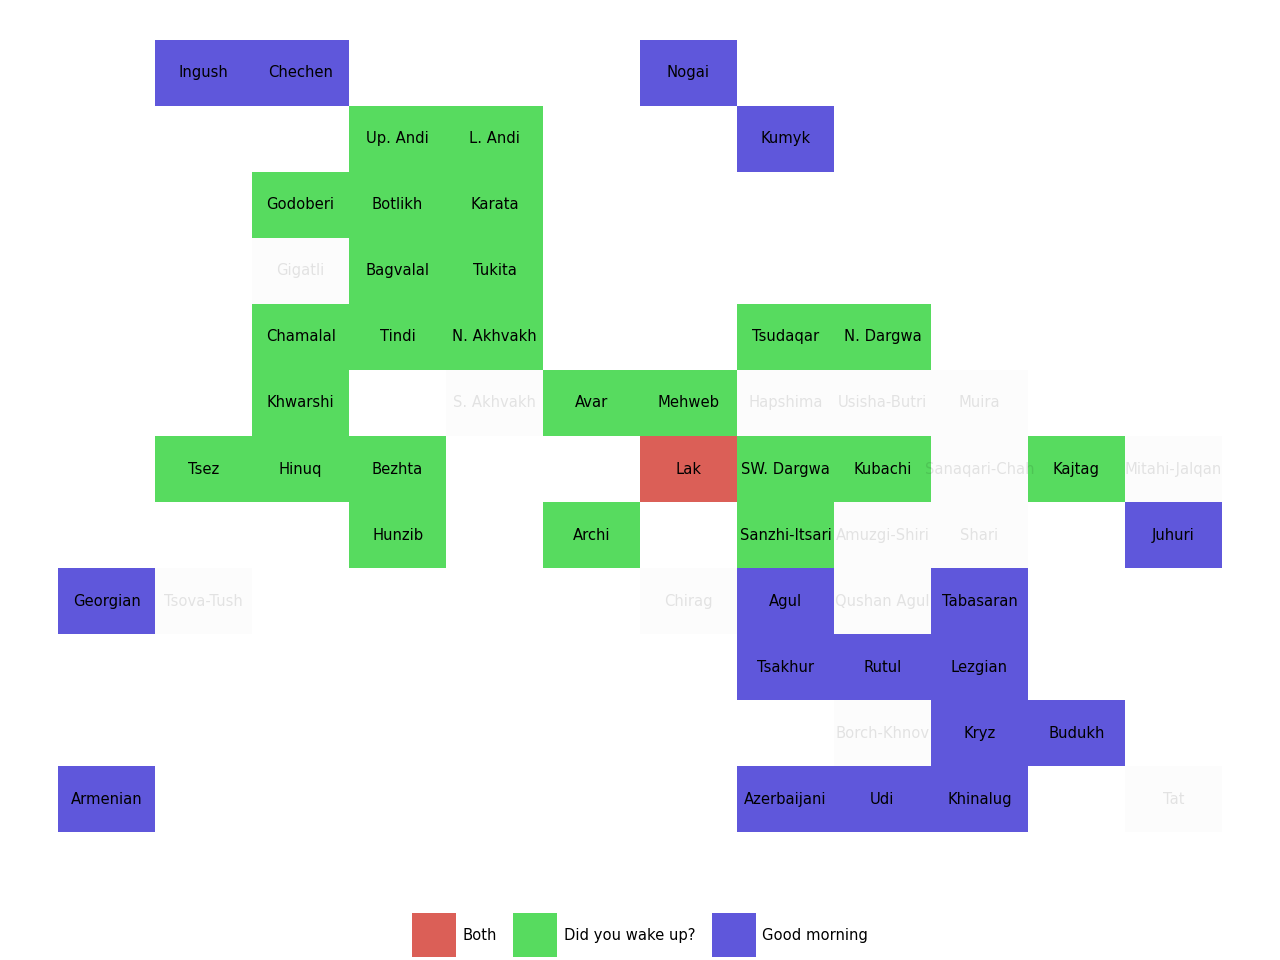 Ingush Chechen Nogai
Up. Andi L. Andi Kumyk
Godoberi Botlikh Karata
Gigatli Bagvalal Tukita
Chamalal Tindi N. Akhvakh Tsudaqar N. Dargwa
Khwarshi S. Akhvakh Avar Mehweb Hapshima Usisha-Butri Muira
Tsez Hinuq Bezhta Lak SW. Dargwa Kubachi Sanaqari-Chah Kajtag Mitahi-Jalqan
Hunzib Archi Sanzhi-Itsari Amuzgi-Shiri Shari Juhuri
Georgian Tsova-Tush Chirag Agul Qushan Agul Tabasaran
Tsakhur Rutul Lezgian
Borch-Khnov Kryz Budukh
Armenian Azerbaijani Udi Khinalug Tat
Both Did you wake up? Good morning